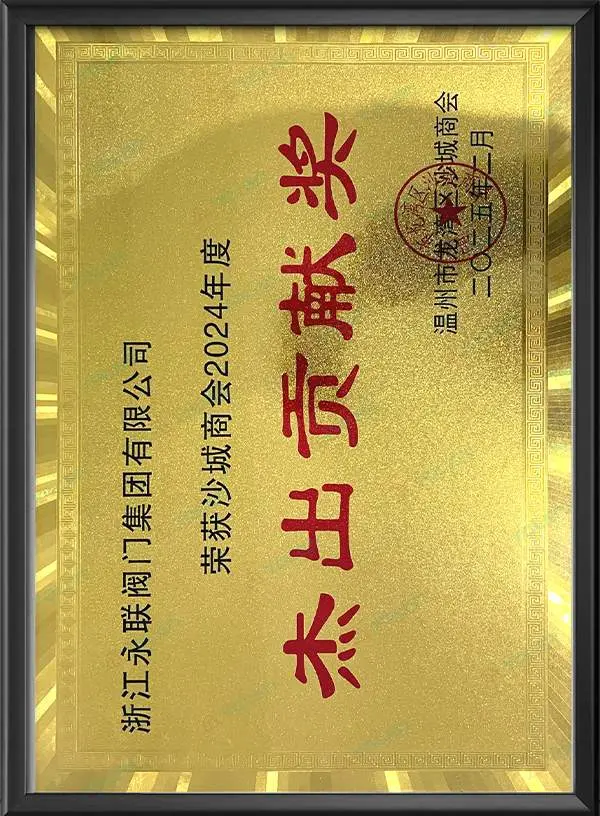 浙江永联阀门集团有限公司
荣获沙城商会2024年度
杰出贡献奖
温州市龙湾区沙城商会
二〇二五年二月